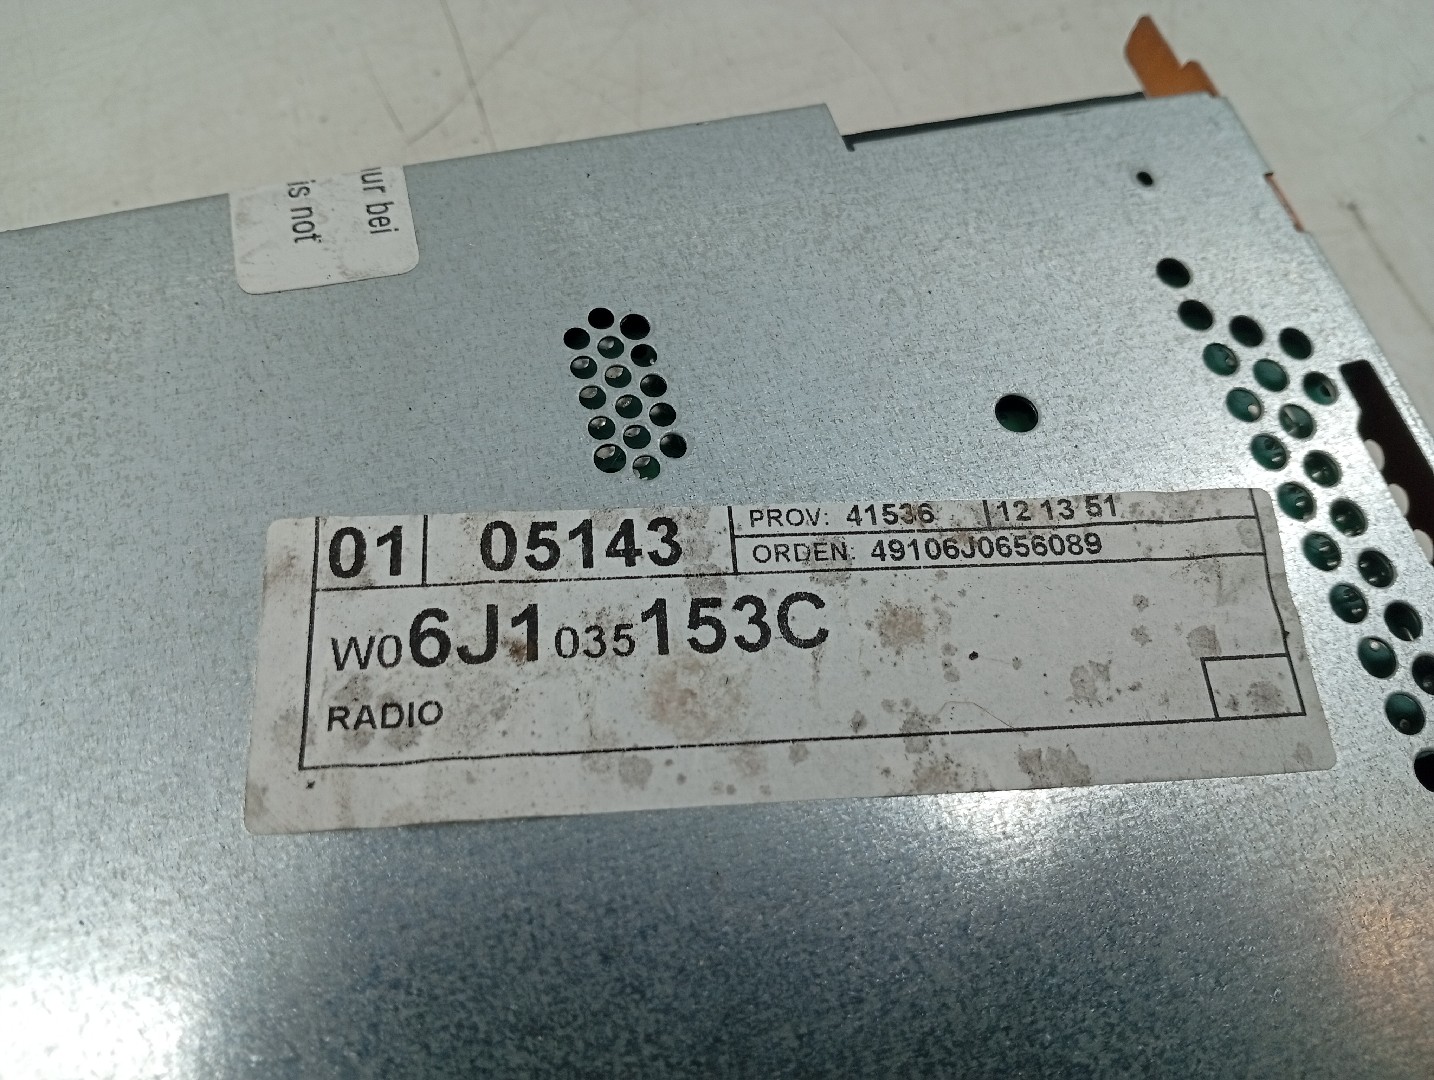 ur bei
is not
01 05143 PROV: 41536 12 13 51
ORDEN: 49106J0656089
W06J1035153C
RADIO